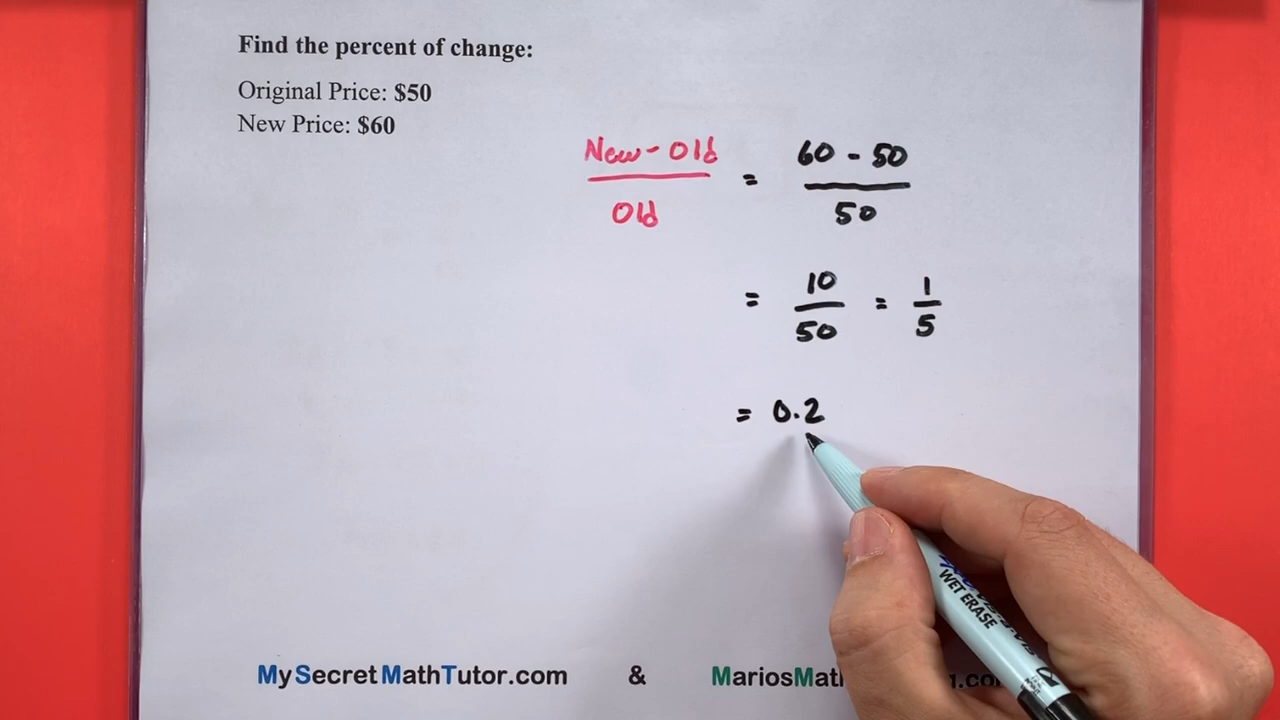 Find the percent of change:
Original Price: $50
New Price: $60
New - Old / Old = 60 - 50 / 50
= 10 / 50 = 1 / 5
= 0.2
WET ERASE
MySecretMathTutor.com & MariosMat